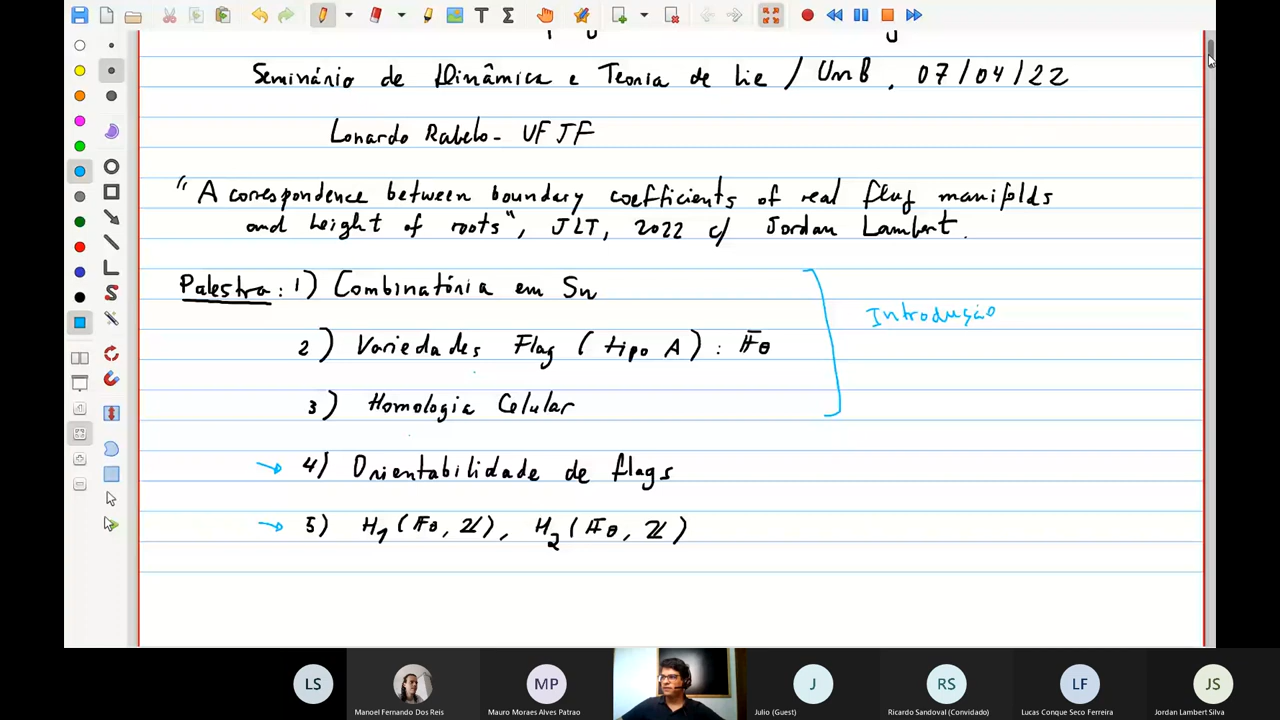 Seminário de Dinâmica e Teoria de Lie / UnB, 07/04/22
Lonardo Rabelo - UFJF
"A correspondence between boundary coefficients of real flag manifolds
and height of roots", JLT, 2022 c/ Jordan Lambert.
Palestra: 1) Combinatória em Sn
Introdução
2) Variedades Flag (tipo A): 𝔽Θ
3) Homologia Celular
→ 4) Orientabilidade de flags
→ 5) H₁(𝔽Θ, ℤ), H₂(𝔽Θ, ℤ)
LS
MP
J
RS
LF
JS
Manoel Fernando Dos Reis
Mauro Moraes Alves Patrao
Julio (Guest)
Ricardo Sandoval (Convidado)
Lucas Conque Seco Ferreira
Jordan Lambert Silva